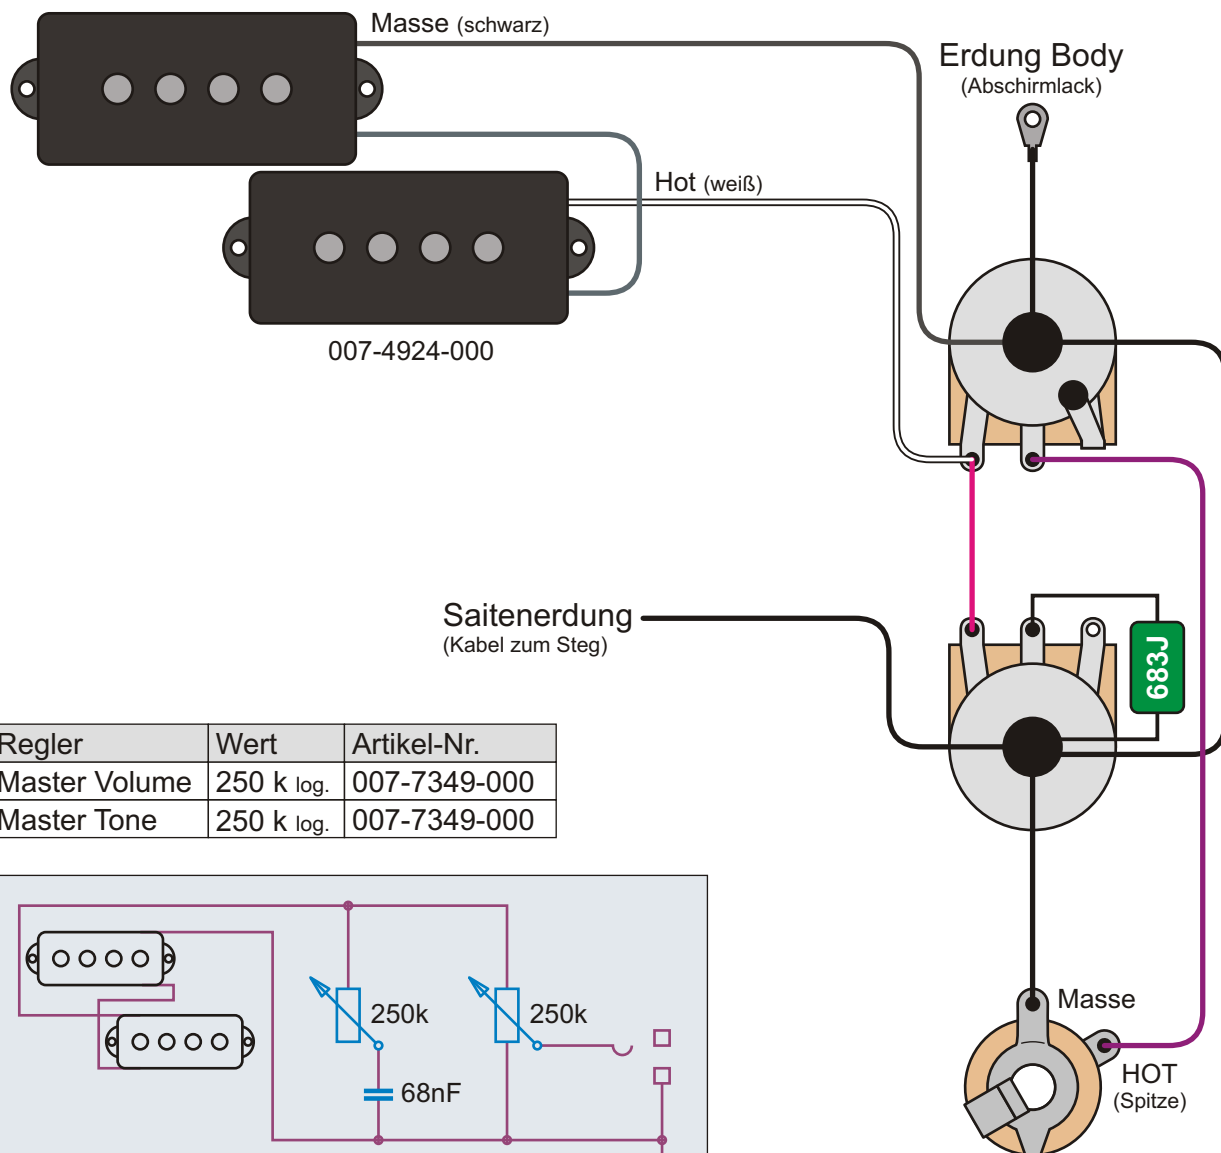 Masse (schwarz)
Erdung Body
(Abschirmlack)
Hot (weiß)
007-4924-000
Saitenerdung
(Kabel zum Steg)
683J
Regler Wert Artikel-Nr.
Master Volume 250 k log. 007-7349-000
Master Tone 250 k log. 007-7349-000
250k
250k
68nF
Masse
HOT
(Spitze)